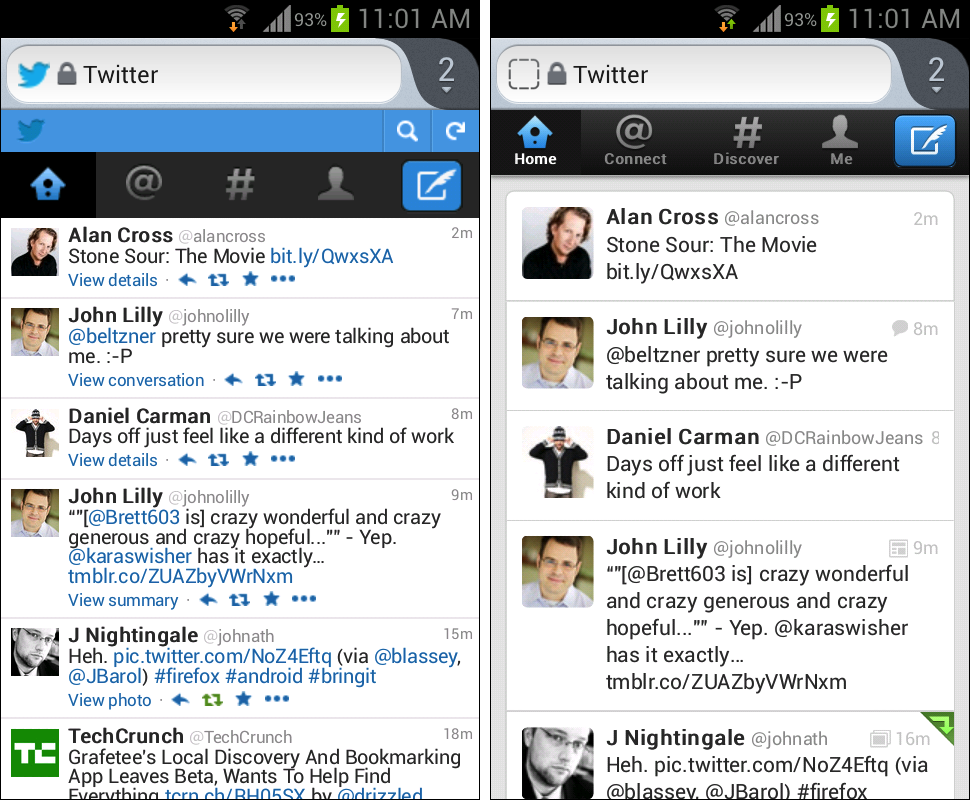 93% 11:01 AM
Twitter
2
@ #
Alan Cross @alancross 2m
Stone Sour: The Movie bit.ly/QwxsXA
View details ·
John Lilly @johnolilly 7m
@beltzner pretty sure we were talking about
me. :-P
View conversation ·
Daniel Carman @DCRainbowJeans 8m
Days off just feel like a different kind of work
View details ·
John Lilly @johnolilly 9m
“"[@Brett603 is] crazy wonderful and crazy
generous and crazy hopeful..."" - Yep.
@karaswisher has it exactly…
tmblr.co/ZUAZbyVWrNxm
View summary ·
J Nightingale @johnath 15m
Heh. pic.twitter.com/NoZ4Eftq (via @blassey,
@JBarol) #firefox #android #bringit
View photo ·
TC TechCrunch @TechCrunch 18m
Grafetee's Local Discovery And Bookmarking
App Leaves Beta, Wants To Help Find
Everything tcrn.ch/RH05SX by @drizzled
93% 11:01 AM
Twitter
2
@ #
Home Connect Discover Me
Alan Cross @alancross 2m
Stone Sour: The Movie
bit.ly/QwxsXA
John Lilly @johnolilly 8m
@beltzner pretty sure we were
talking about me. :-P
Daniel Carman @DCRainbowJeans 8
Days off just feel like a different
kind of work
John Lilly @johnolilly 9m
“"[@Brett603 is] crazy wonderful
and crazy generous and crazy
hopeful..."" - Yep. @karaswisher
has it exactly…
tmblr.co/ZUAZbyVWrNxm
J Nightingale @johnath 16m
Heh. pic.twitter.com/NoZ4Eftq (via
@blassey, @JBarol) #firefox